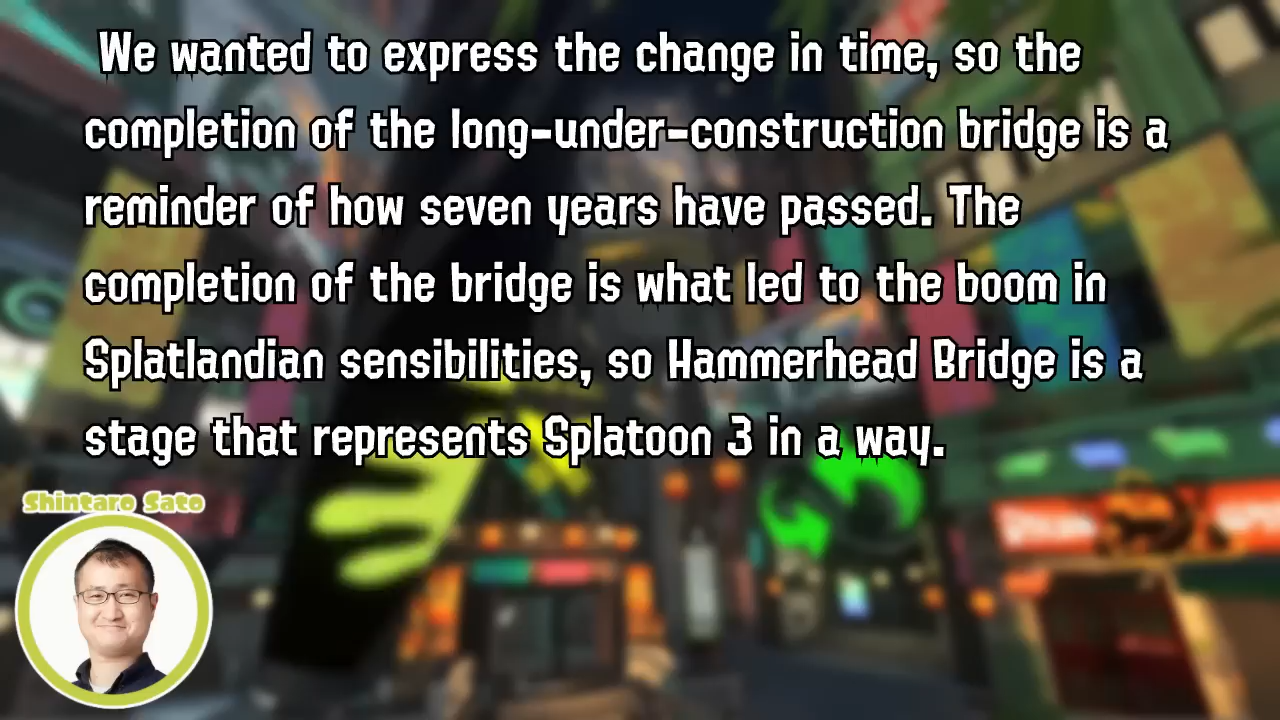 We wanted to express the change in time, so the
completion of the long-under-construction bridge is a
reminder of how seven years have passed. The
completion of the bridge is what led to the boom in
Splatlandian sensibilities, so Hammerhead Bridge is a
stage that represents Splatoon 3 in a way.
Shintaro Sato